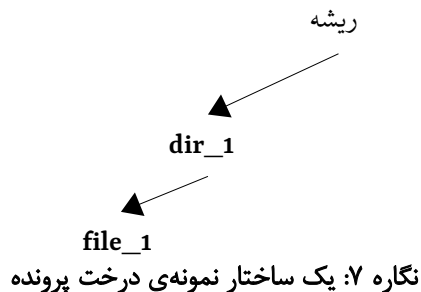 ریشه
dir_1
file_1
نگاره ۷: یک ساختار نمونه‌ی درخت پرونده